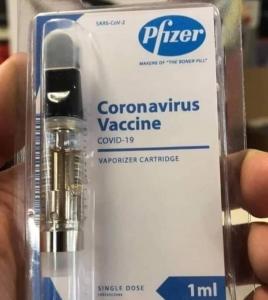 SARS-CoV-2
Pfizer
MAKERS OF "THE BONER PILL"
Coronavirus
Vaccine
COVID-19
VAPORIZER CARTRIDGE
SINGLE DOSE
1ml